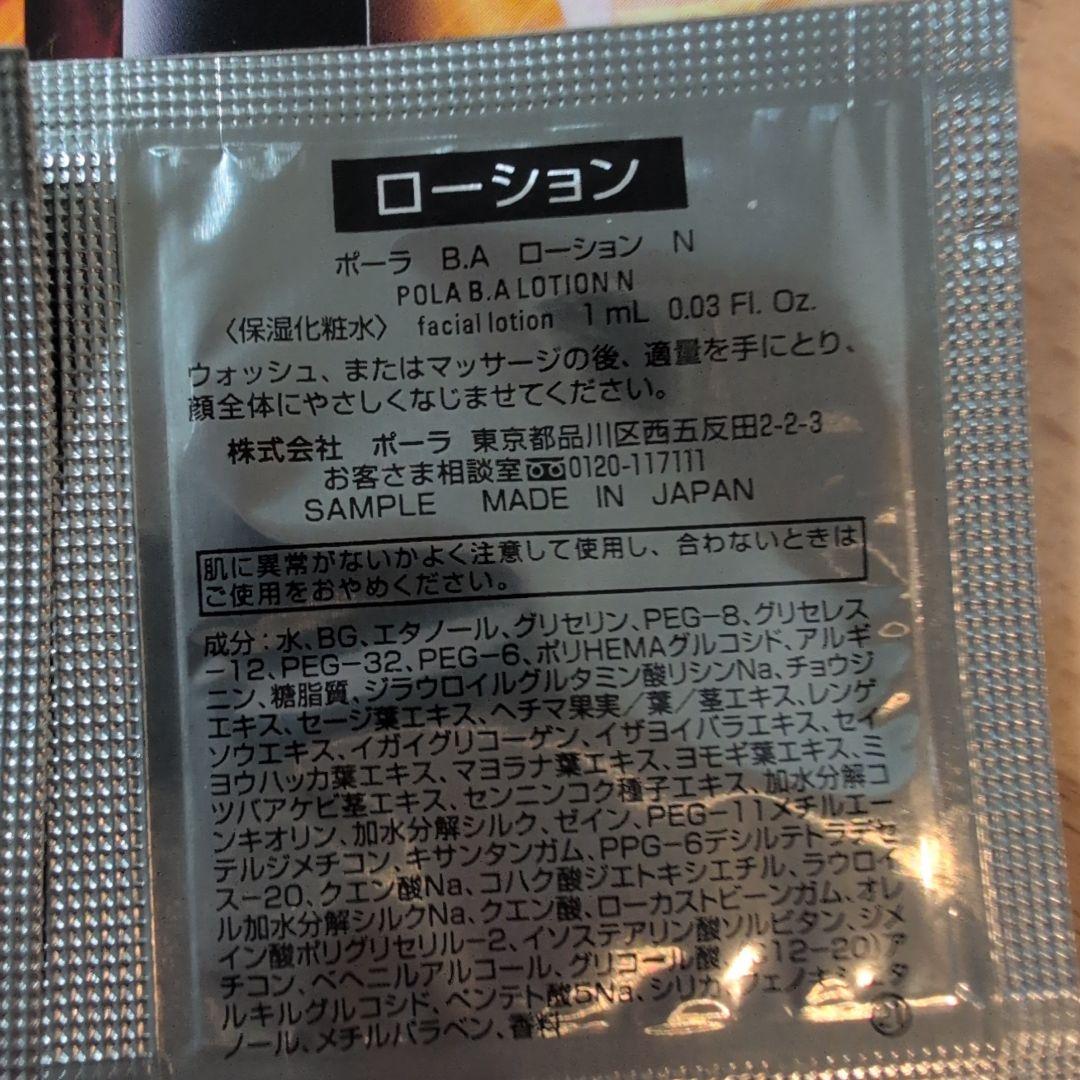 ローション
ポーラ B.A ローション N
POLA B.A LOTION N
〈保湿化粧水〉 facial lotion 1 mL 0.03 Fl. Oz.
ウォッシュ、またはマッサージの後、適量を手にとり、
顔全体にやさしくなじませてください。
株式会社 ポーラ 東京都品川区西五反田2-2-3
お客さま相談室 0120-117111
SAMPLE MADE IN JAPAN
肌に異常がないかよく注意して使用し、合わないときは
ご使用をおやめください。
成分：水、BG、エタノール、グリセリン、PEG-8、グリセレス
-12、PEG-32、PEG-6、ポリHEMAグルコシド、アルギ
ニン、糖脂質、ジラウロイルグルタミン酸リシンNa、チョウジ
エキス、セージ葉エキス、ヘチマ果実／葉／茎エキス、レンゲ
ソウエキス、イガイグリコーゲン、イザヨイバラエキス、セイ
ヨウハッカ葉エキス、マヨラナ葉エキス、ヨモギ葉エキス、ミ
ツバアケビ茎エキス、センニンコク種子エキス、加水分解コ
ンキオリン、加水分解シルク、ゼイン、PEG-11メチルエー
テルジメチコン、キサンタンガム、PPG-6デシルテトラデセ
ス-20、クエン酸Na、コハク酸ジエトキシエチル、ラウロイ
ル加水分解シルクNa、クエン酸、ローカストビーンガム、オレ
イン酸ポリグリセリル-2、イソステアリン酸ソルビタン、ジメ
チコン、ベヘニルアルコール、グリコール酸、(C12-20)ア
ルキルグルコシド、ペンテト酸5Na、シリカ、フェノキシエタ
ノール、メチルパラベン、香料